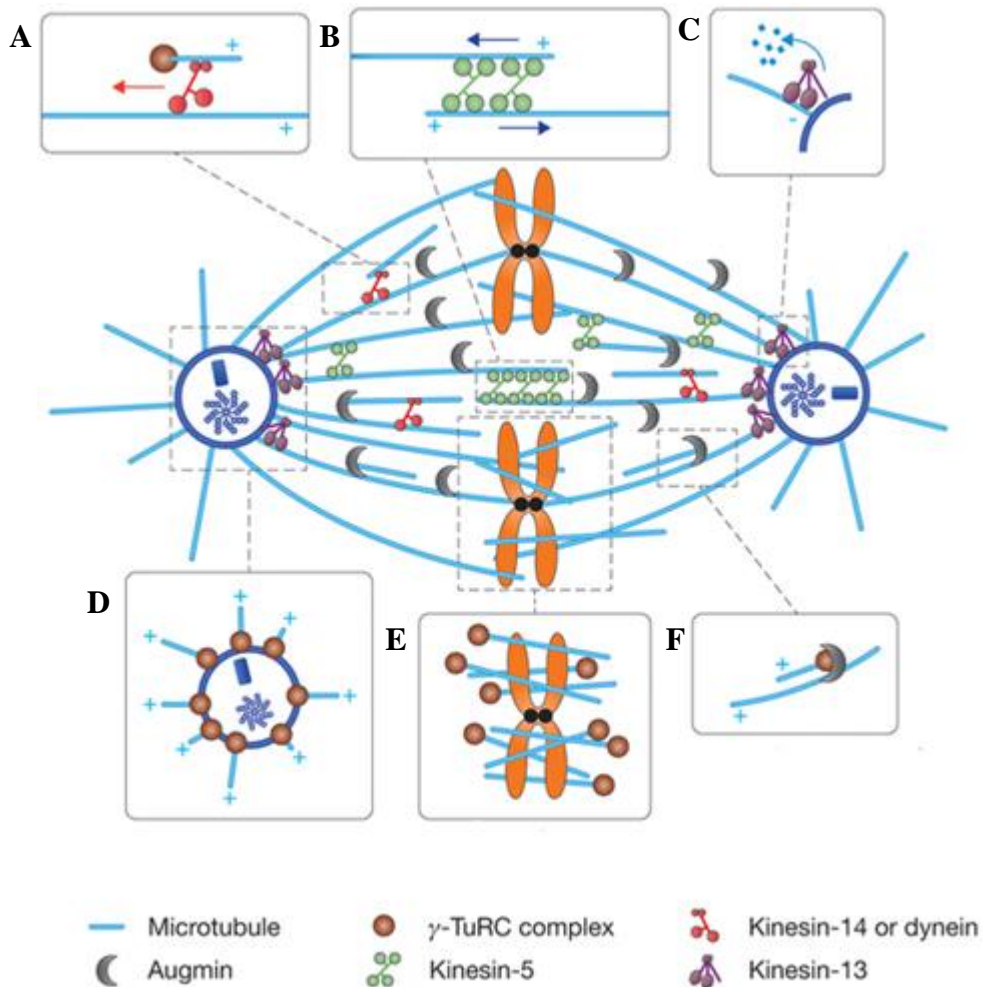 A
B
C
+
+
+
+
-
D
E
F
+
+
+
+
+
+
+
+
+
+
Microtubule
γ-TuRC complex
Kinesin-14 or dynein
Augmin
Kinesin-5
Kinesin-13